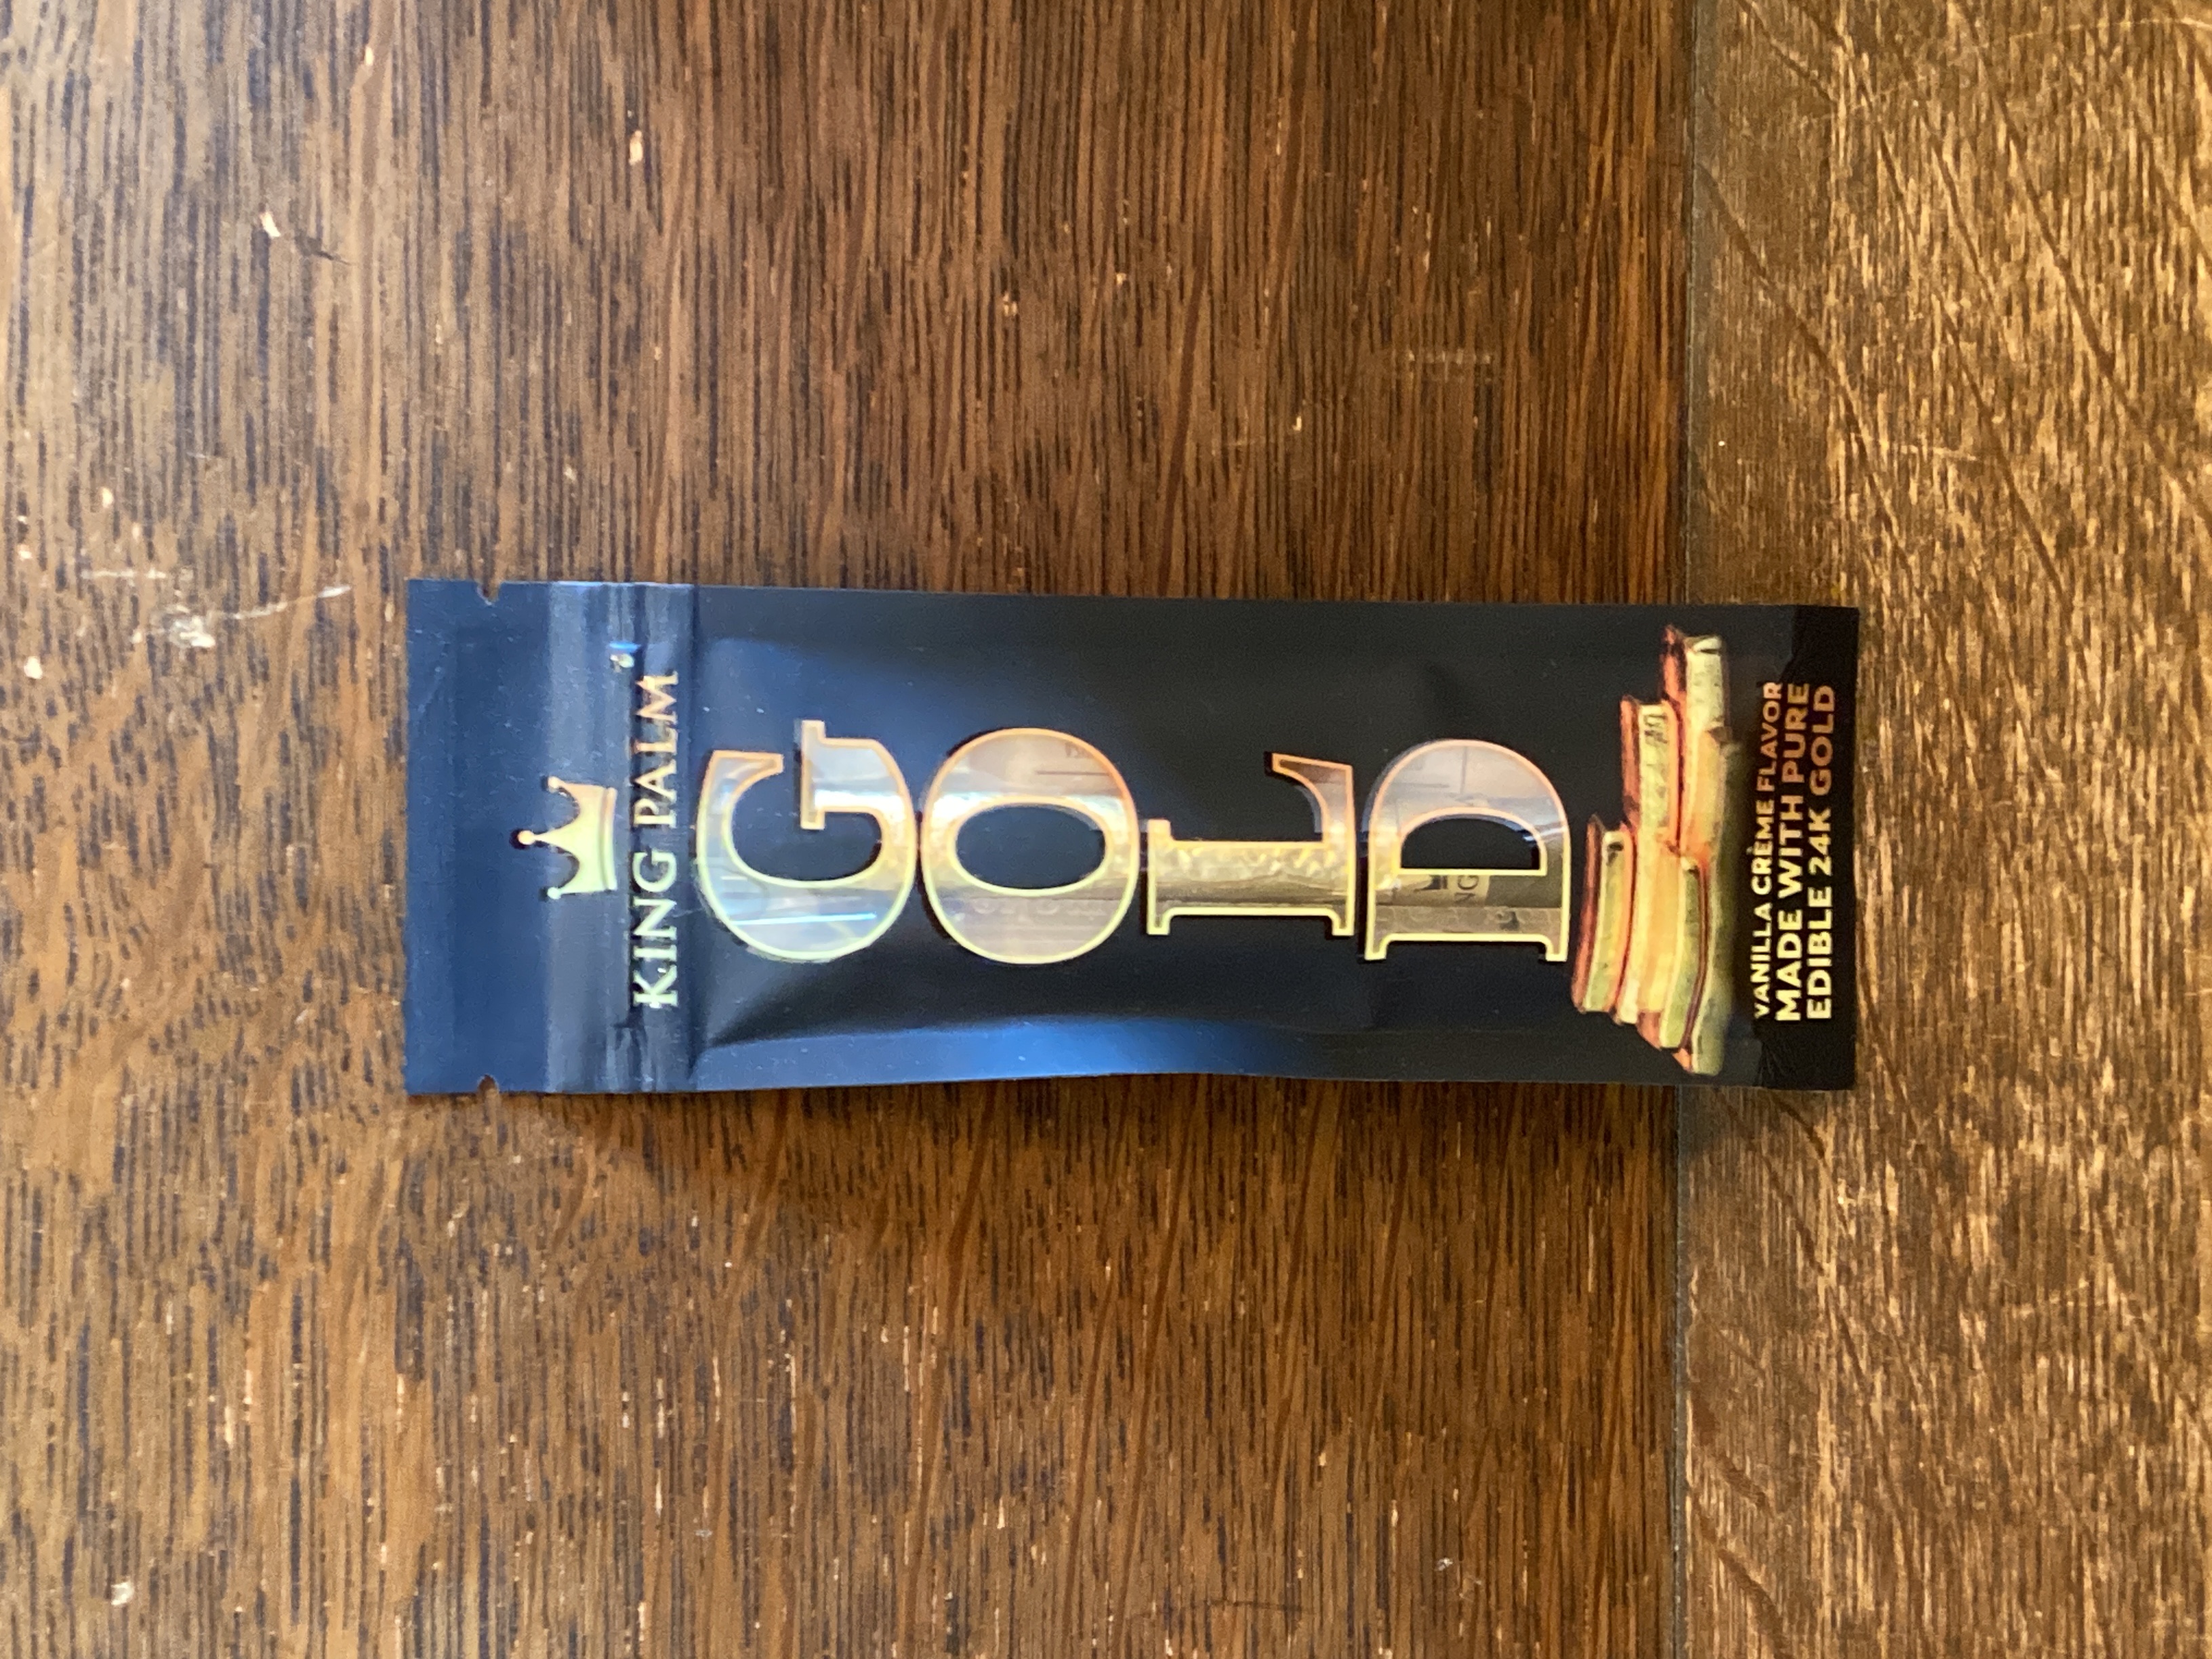 KING PALM
GOLD
VANILLA CRÈME FLAVOR
MADE WITH PURE
EDIBLE 24K GOLD